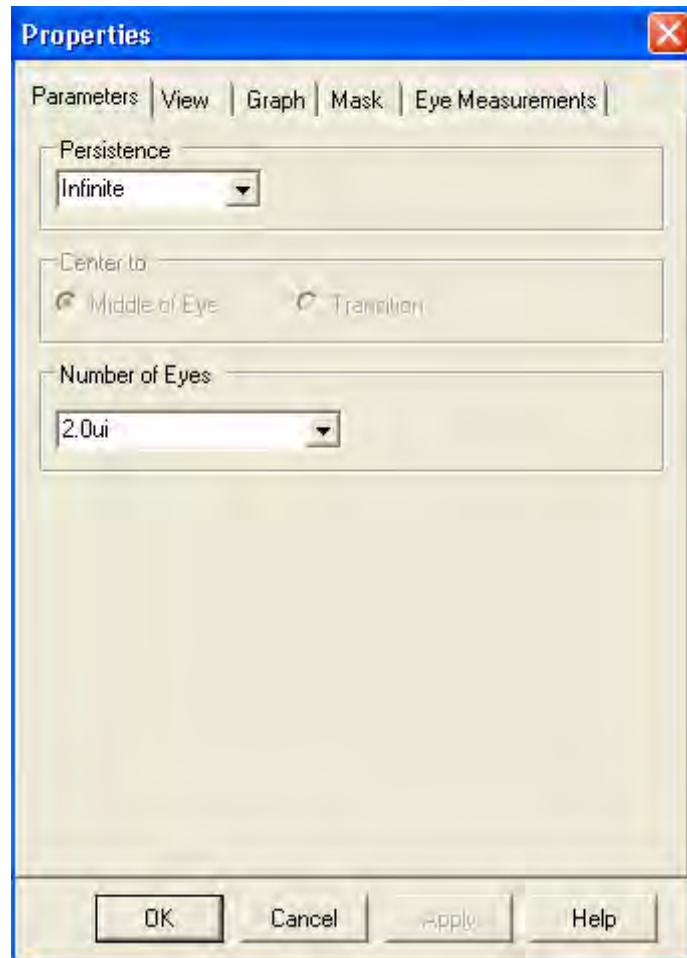 Properties
Parameters View Graph Mask Eye Measurements
Persistence
Infinite
Center to
Middle of Eye Transition
Number of Eyes
2.0ui
OK Cancel Apply Help